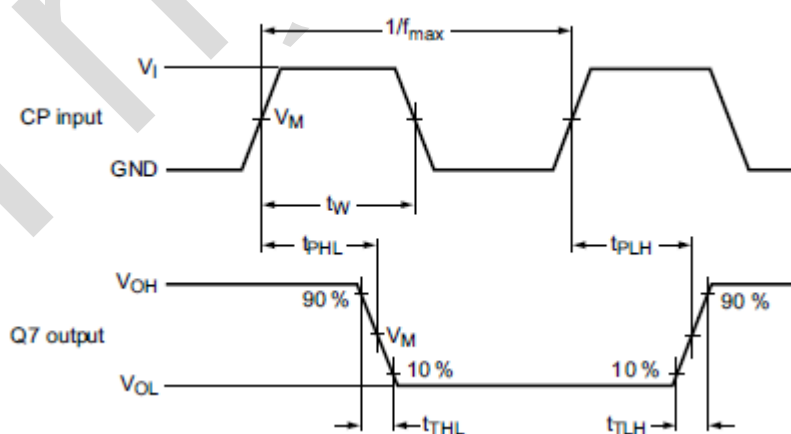 1/fmax
VI
CP input
VM
GND
tW
tPHL
tPLH
VOH
90 %
90 %
Q7 output
VM
10 %
10 %
VOL
tTHL
tTLH